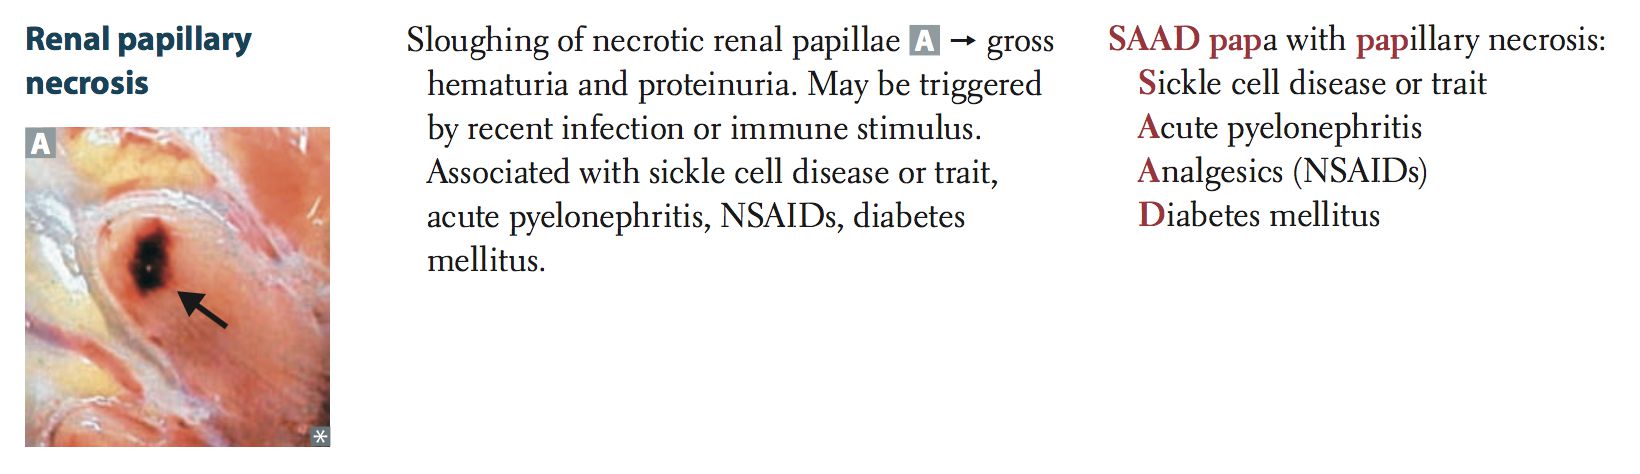 Renal papillary
necrosis
A
*
Sloughing of necrotic renal papillae A → gross
hematuria and proteinuria. May be triggered
by recent infection or immune stimulus.
Associated with sickle cell disease or trait,
acute pyelonephritis, NSAIDs, diabetes
mellitus.
SAAD papa with papillary necrosis:
Sickle cell disease or trait
Acute pyelonephritis
Analgesics (NSAIDs)
Diabetes mellitus